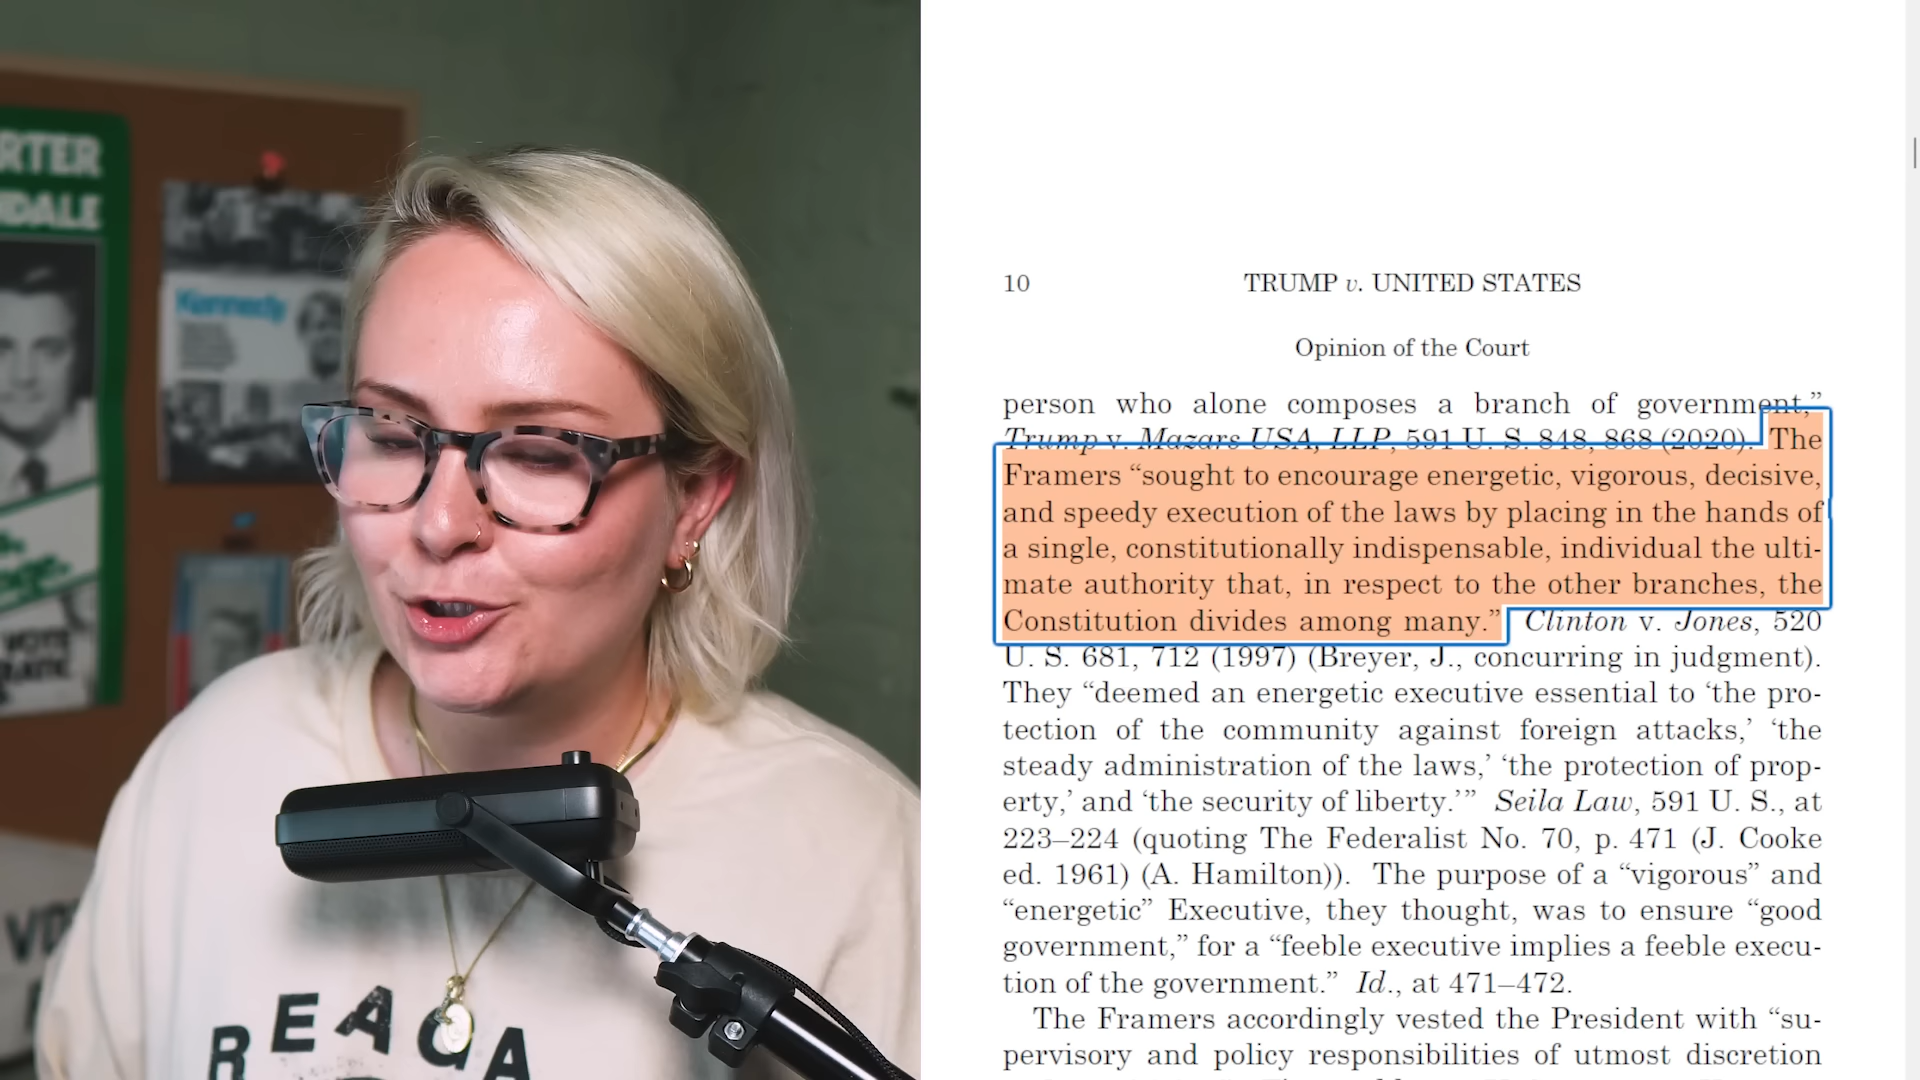 RTER
DALE
Kennedy
VOTE
REAGA
10 TRUMP v. UNITED STATES
Opinion of the Court
person who alone composes a branch of government,”
Trump v. Mazars USA, LLP, 591 U. S. 848, 868 (2020). The
Framers “sought to encourage energetic, vigorous, decisive,
and speedy execution of the laws by placing in the hands of
a single, constitutionally indispensable, individual the ulti-
mate authority that, in respect to the other branches, the
Constitution divides among many.” Clinton v. Jones, 520
U. S. 681, 712 (1997) (Breyer, J., concurring in judgment).
They “deemed an energetic executive essential to ‘the pro-
tection of the community against foreign attacks,’ ‘the
steady administration of the laws,’ ‘the protection of prop-
erty,’ and ‘the security of liberty.’” Seila Law, 591 U. S., at
223–224 (quoting The Federalist No. 70, p. 471 (J. Cooke
ed. 1961) (A. Hamilton)). The purpose of a “vigorous” and
“energetic” Executive, they thought, was to ensure “good
government,” for a “feeble executive implies a feeble execu-
tion of the government.” Id., at 471–472.
The Framers accordingly vested the President with “su-
pervisory and policy responsibilities of utmost discretion